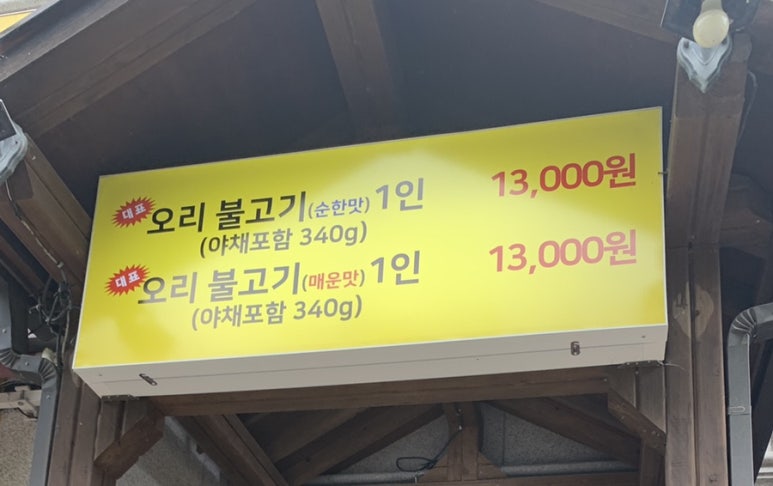 대표 오리 불고기(순한맛) 1인 13,000원
(야채포함 340g)
대표 오리 불고기(매운맛) 1인 13,000원
(야채포함 340g)